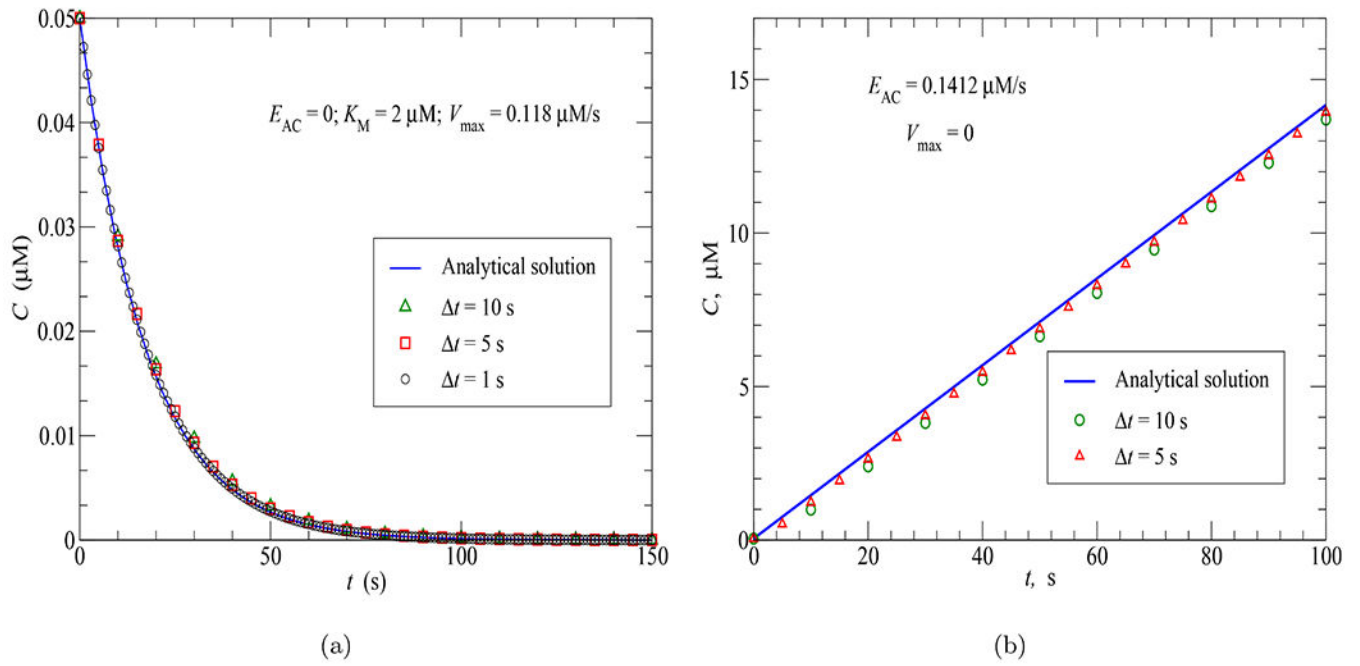 0.05
0.04
0.03
0.02
0.01
0
C (µM)
E_AC = 0; K_M = 2 µM; V_max = 0.118 µM/s
Analytical solution
Δt = 10 s
Δt = 5 s
Δt = 1 s
0 50 100 150
t (s)
(a)
15
10
5
0
C, µM
E_AC = 0.1412 µM/s
V_max = 0
Analytical solution
Δt = 10 s
Δt = 5 s
0 20 40 60 80 100
t, s
(b)